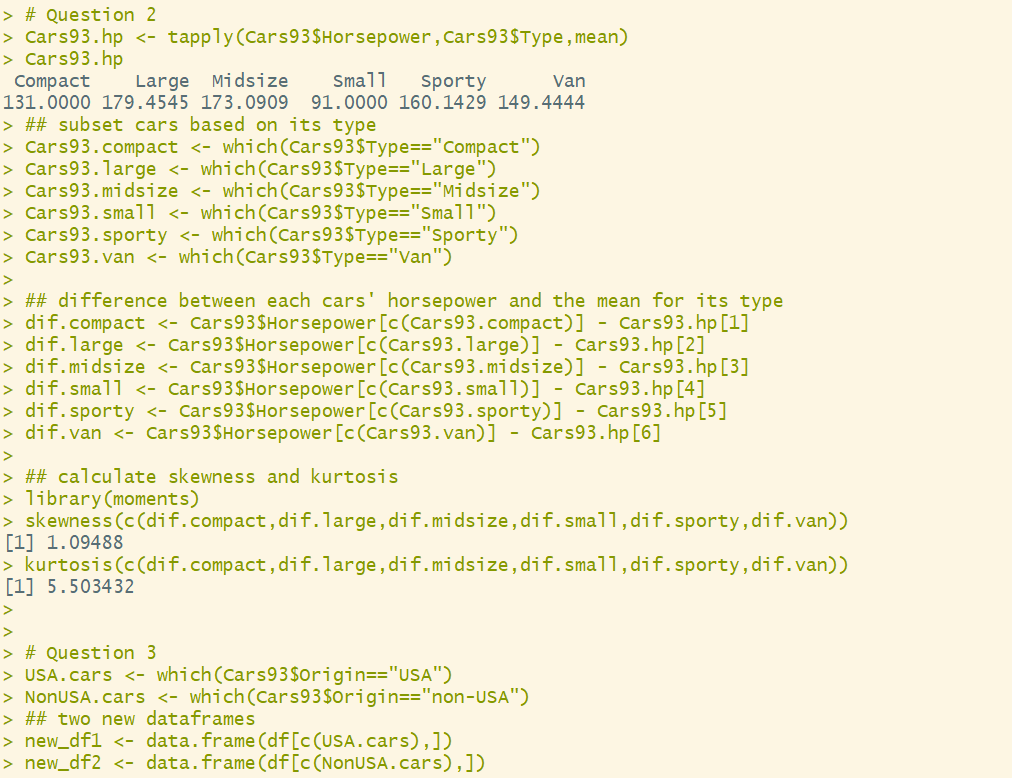 > # Question 2
> Cars93.hp <- tapply(Cars93$Horsepower,Cars93$Type,mean)
> Cars93.hp
 Compact    Large  Midsize    Small   Sporty      Van
131.0000 179.4545 173.0909  91.0000 160.1429 149.4444
> ## subset cars based on its type
> Cars93.compact <- which(Cars93$Type=="Compact")
> Cars93.large <- which(Cars93$Type=="Large")
> Cars93.midsize <- which(Cars93$Type=="Midsize")
> Cars93.small <- which(Cars93$Type=="Small")
> Cars93.sporty <- which(Cars93$Type=="Sporty")
> Cars93.van <- which(Cars93$Type=="Van")
>
> ## difference between each cars' horsepower and the mean for its type
> dif.compact <- Cars93$Horsepower[c(Cars93.compact)] - Cars93.hp[1]
> dif.large <- Cars93$Horsepower[c(Cars93.large)] - Cars93.hp[2]
> dif.midsize <- Cars93$Horsepower[c(Cars93.midsize)] - Cars93.hp[3]
> dif.small <- Cars93$Horsepower[c(Cars93.small)] - Cars93.hp[4]
> dif.sporty <- Cars93$Horsepower[c(Cars93.sporty)] - Cars93.hp[5]
> dif.van <- Cars93$Horsepower[c(Cars93.van)] - Cars93.hp[6]
>
> ## calculate skewness and kurtosis
> library(moments)
> skewness(c(dif.compact,dif.large,dif.midsize,dif.small,dif.sporty,dif.van))
[1] 1.09488
> kurtosis(c(dif.compact,dif.large,dif.midsize,dif.small,dif.sporty,dif.van))
[1] 5.503432
>
>
> # Question 3
> USA.cars <- which(Cars93$Origin=="USA")
> NonUSA.cars <- which(Cars93$Origin=="non-USA")
> ## two new dataframes
> new_df1 <- data.frame(df[c(USA.cars),])
> new_df2 <- data.frame(df[c(NonUSA.cars),])